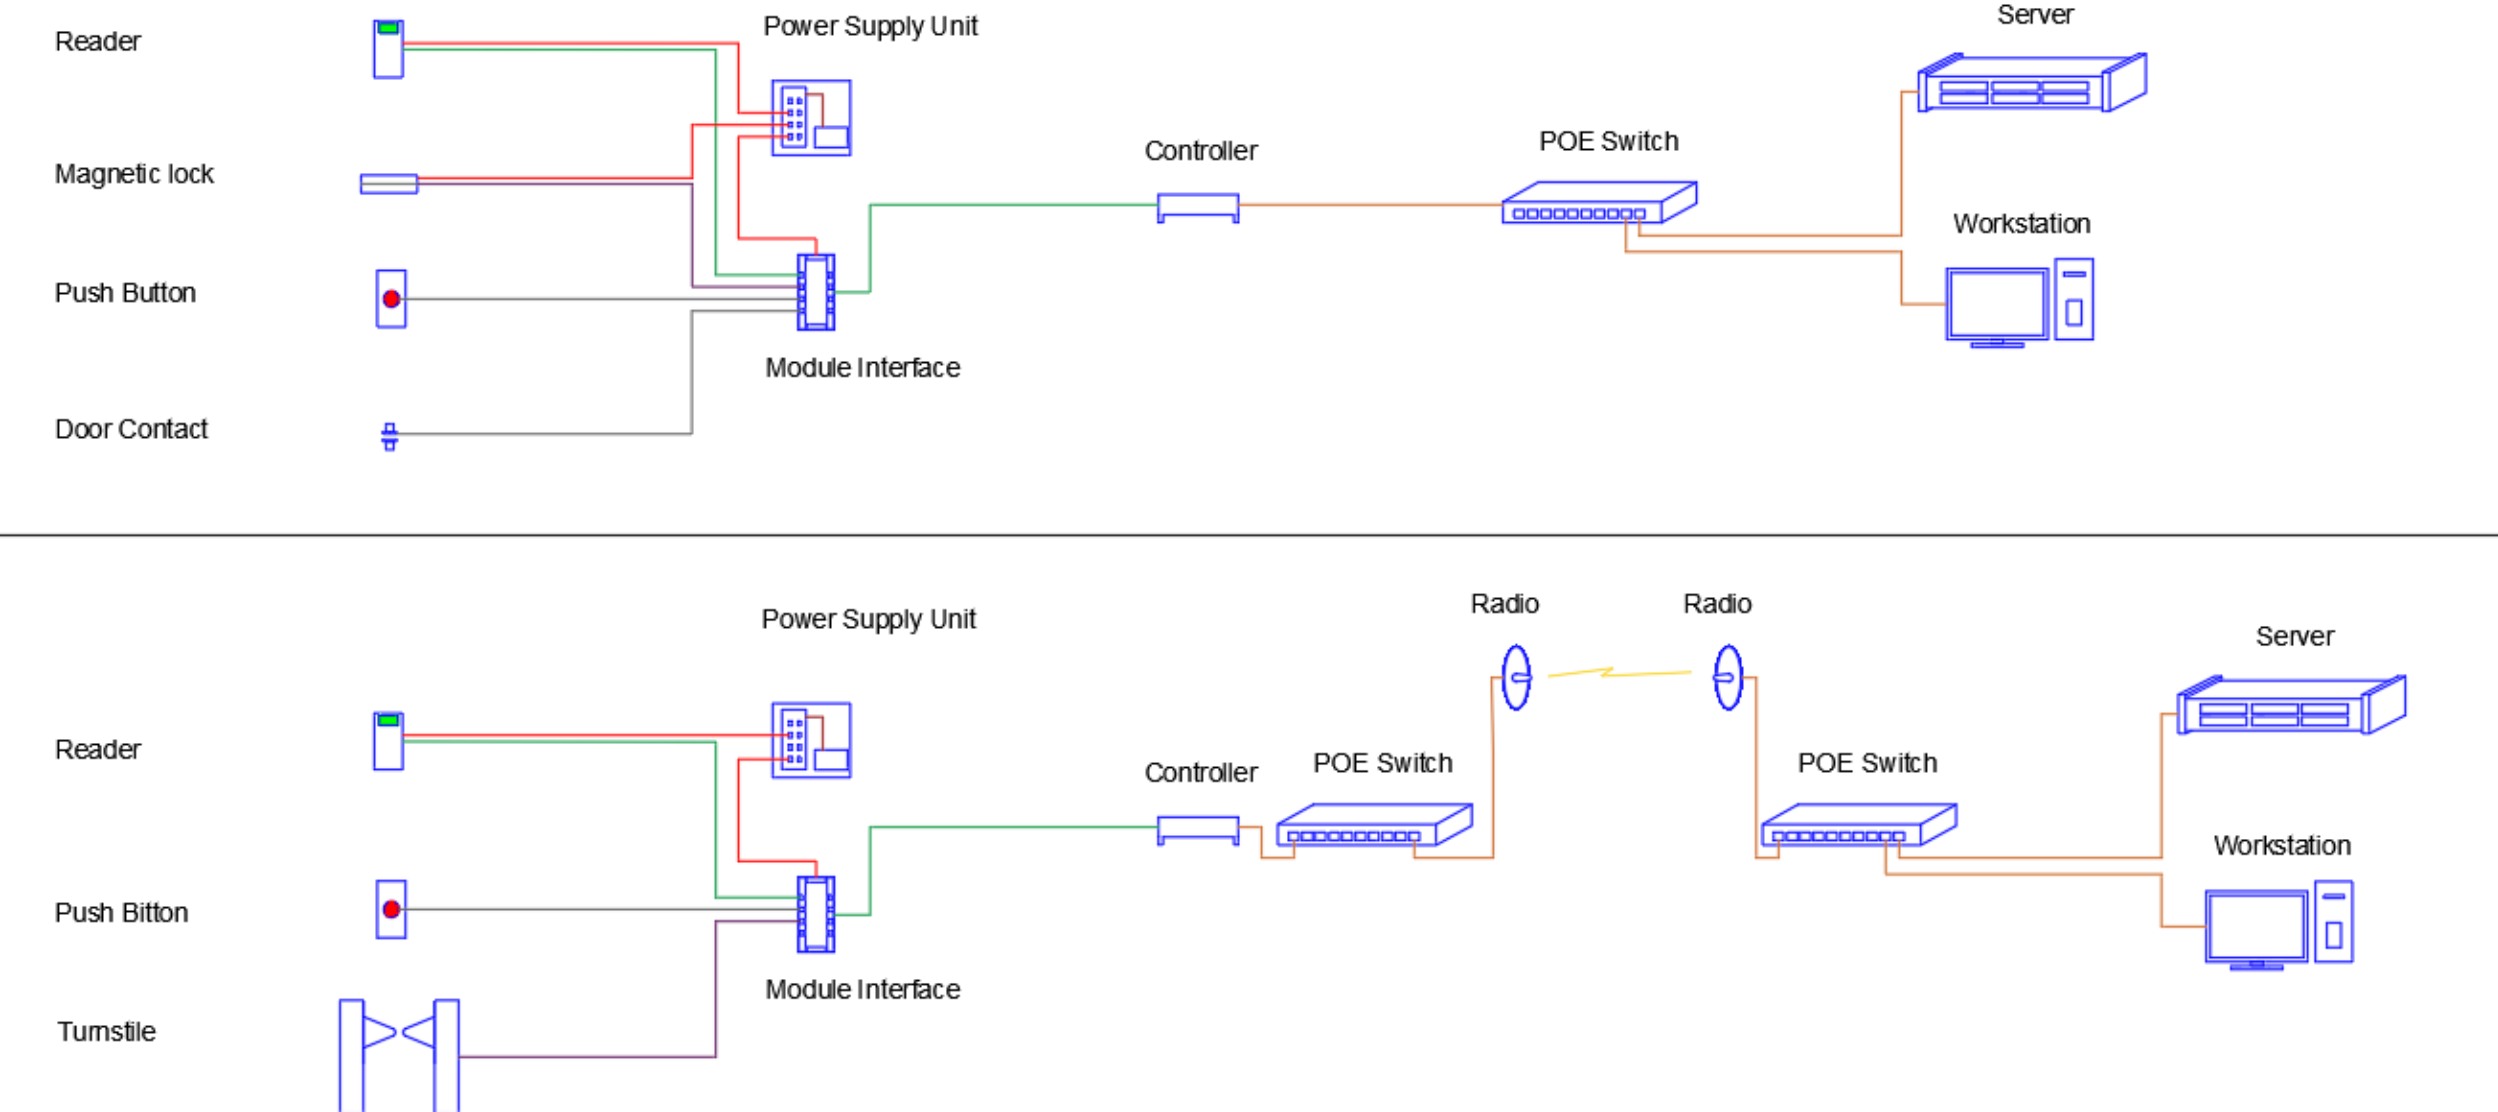 Server
Power Supply Unit
Reader
POE Switch
Controller
Magnetic lock
Workstation
Push Button
Module Interface
Door Contact
Radio
Radio
Power Supply Unit
Server
Reader
POE Switch
POE Switch
Controller
Workstation
Push Bitton
Module Interface
Turnstile